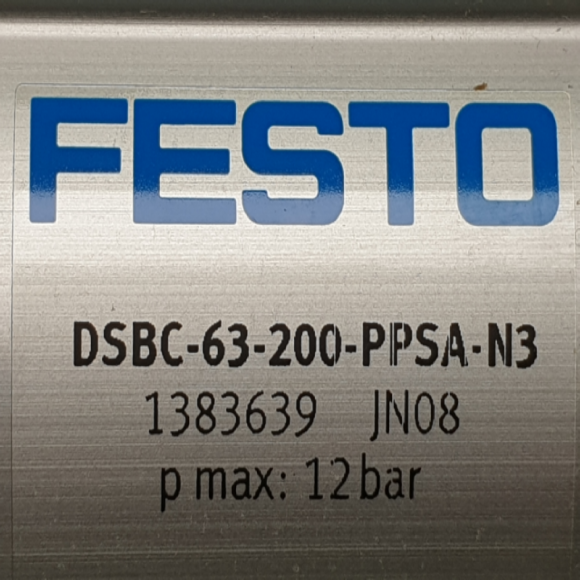 FESTO
DSBC-63-200-PPSA-N3
1383639 JN08
p max: 12 bar